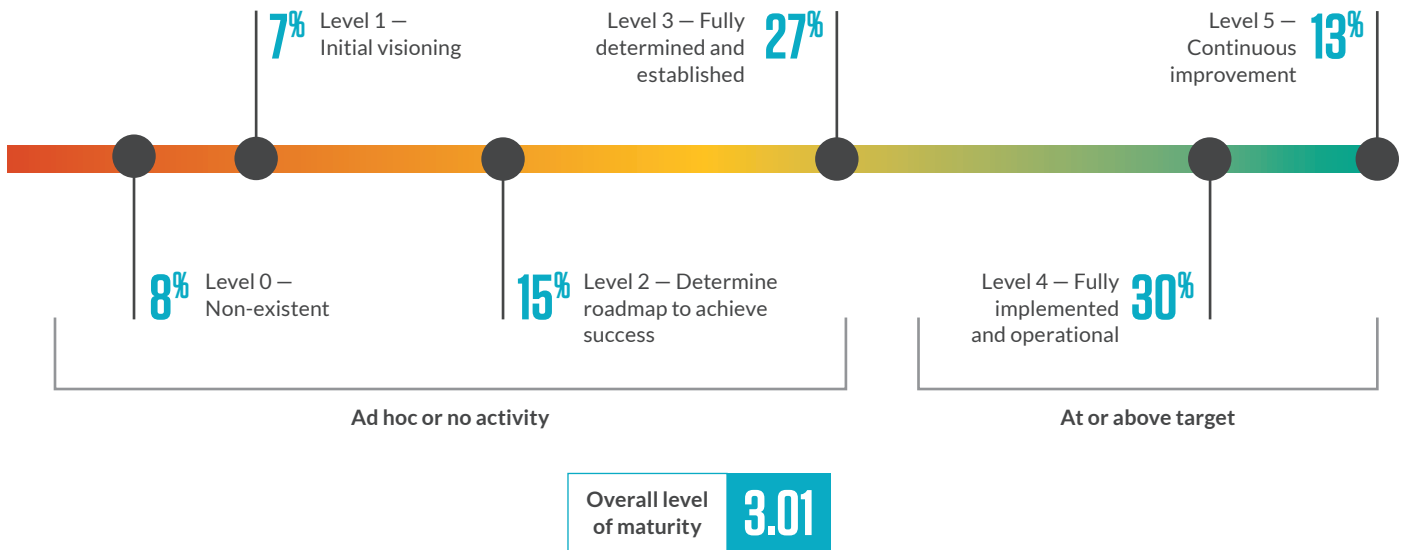 7%
Level 1 —
Initial visioning
Level 3 — Fully
determined and
established
27%
Level 5 —
Continuous
improvement
13%
8%
Level 0 —
Non-existent
15%
Level 2 — Determine
roadmap to achieve
success
Level 4 — Fully
implemented
and operational
30%
Ad hoc or no activity
At or above target
Overall level
of maturity
3.01